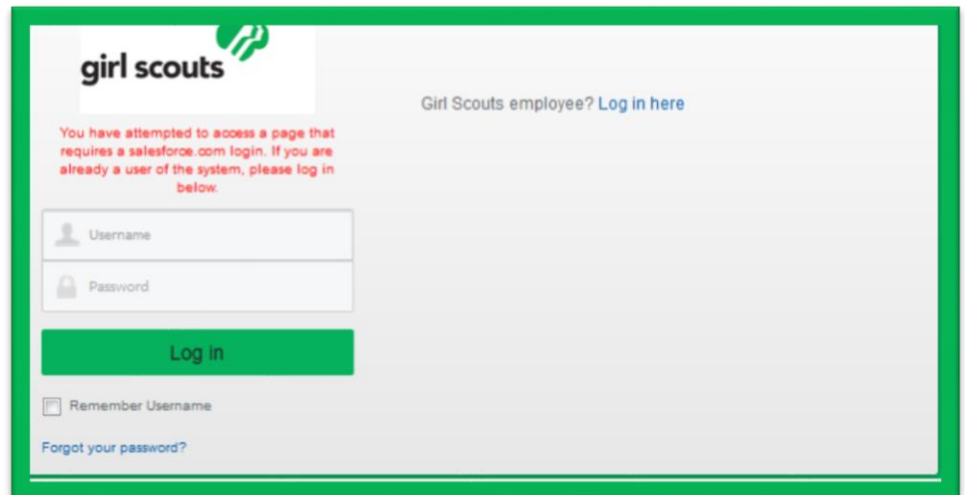 girl scouts
Girl Scouts employee? Log in here
You have attempted to access a page that
requires a salesforce.com login. If you are
already a user of the system, please log in
below.
Username
Password
Log in
Remember Username
Forgot your password?